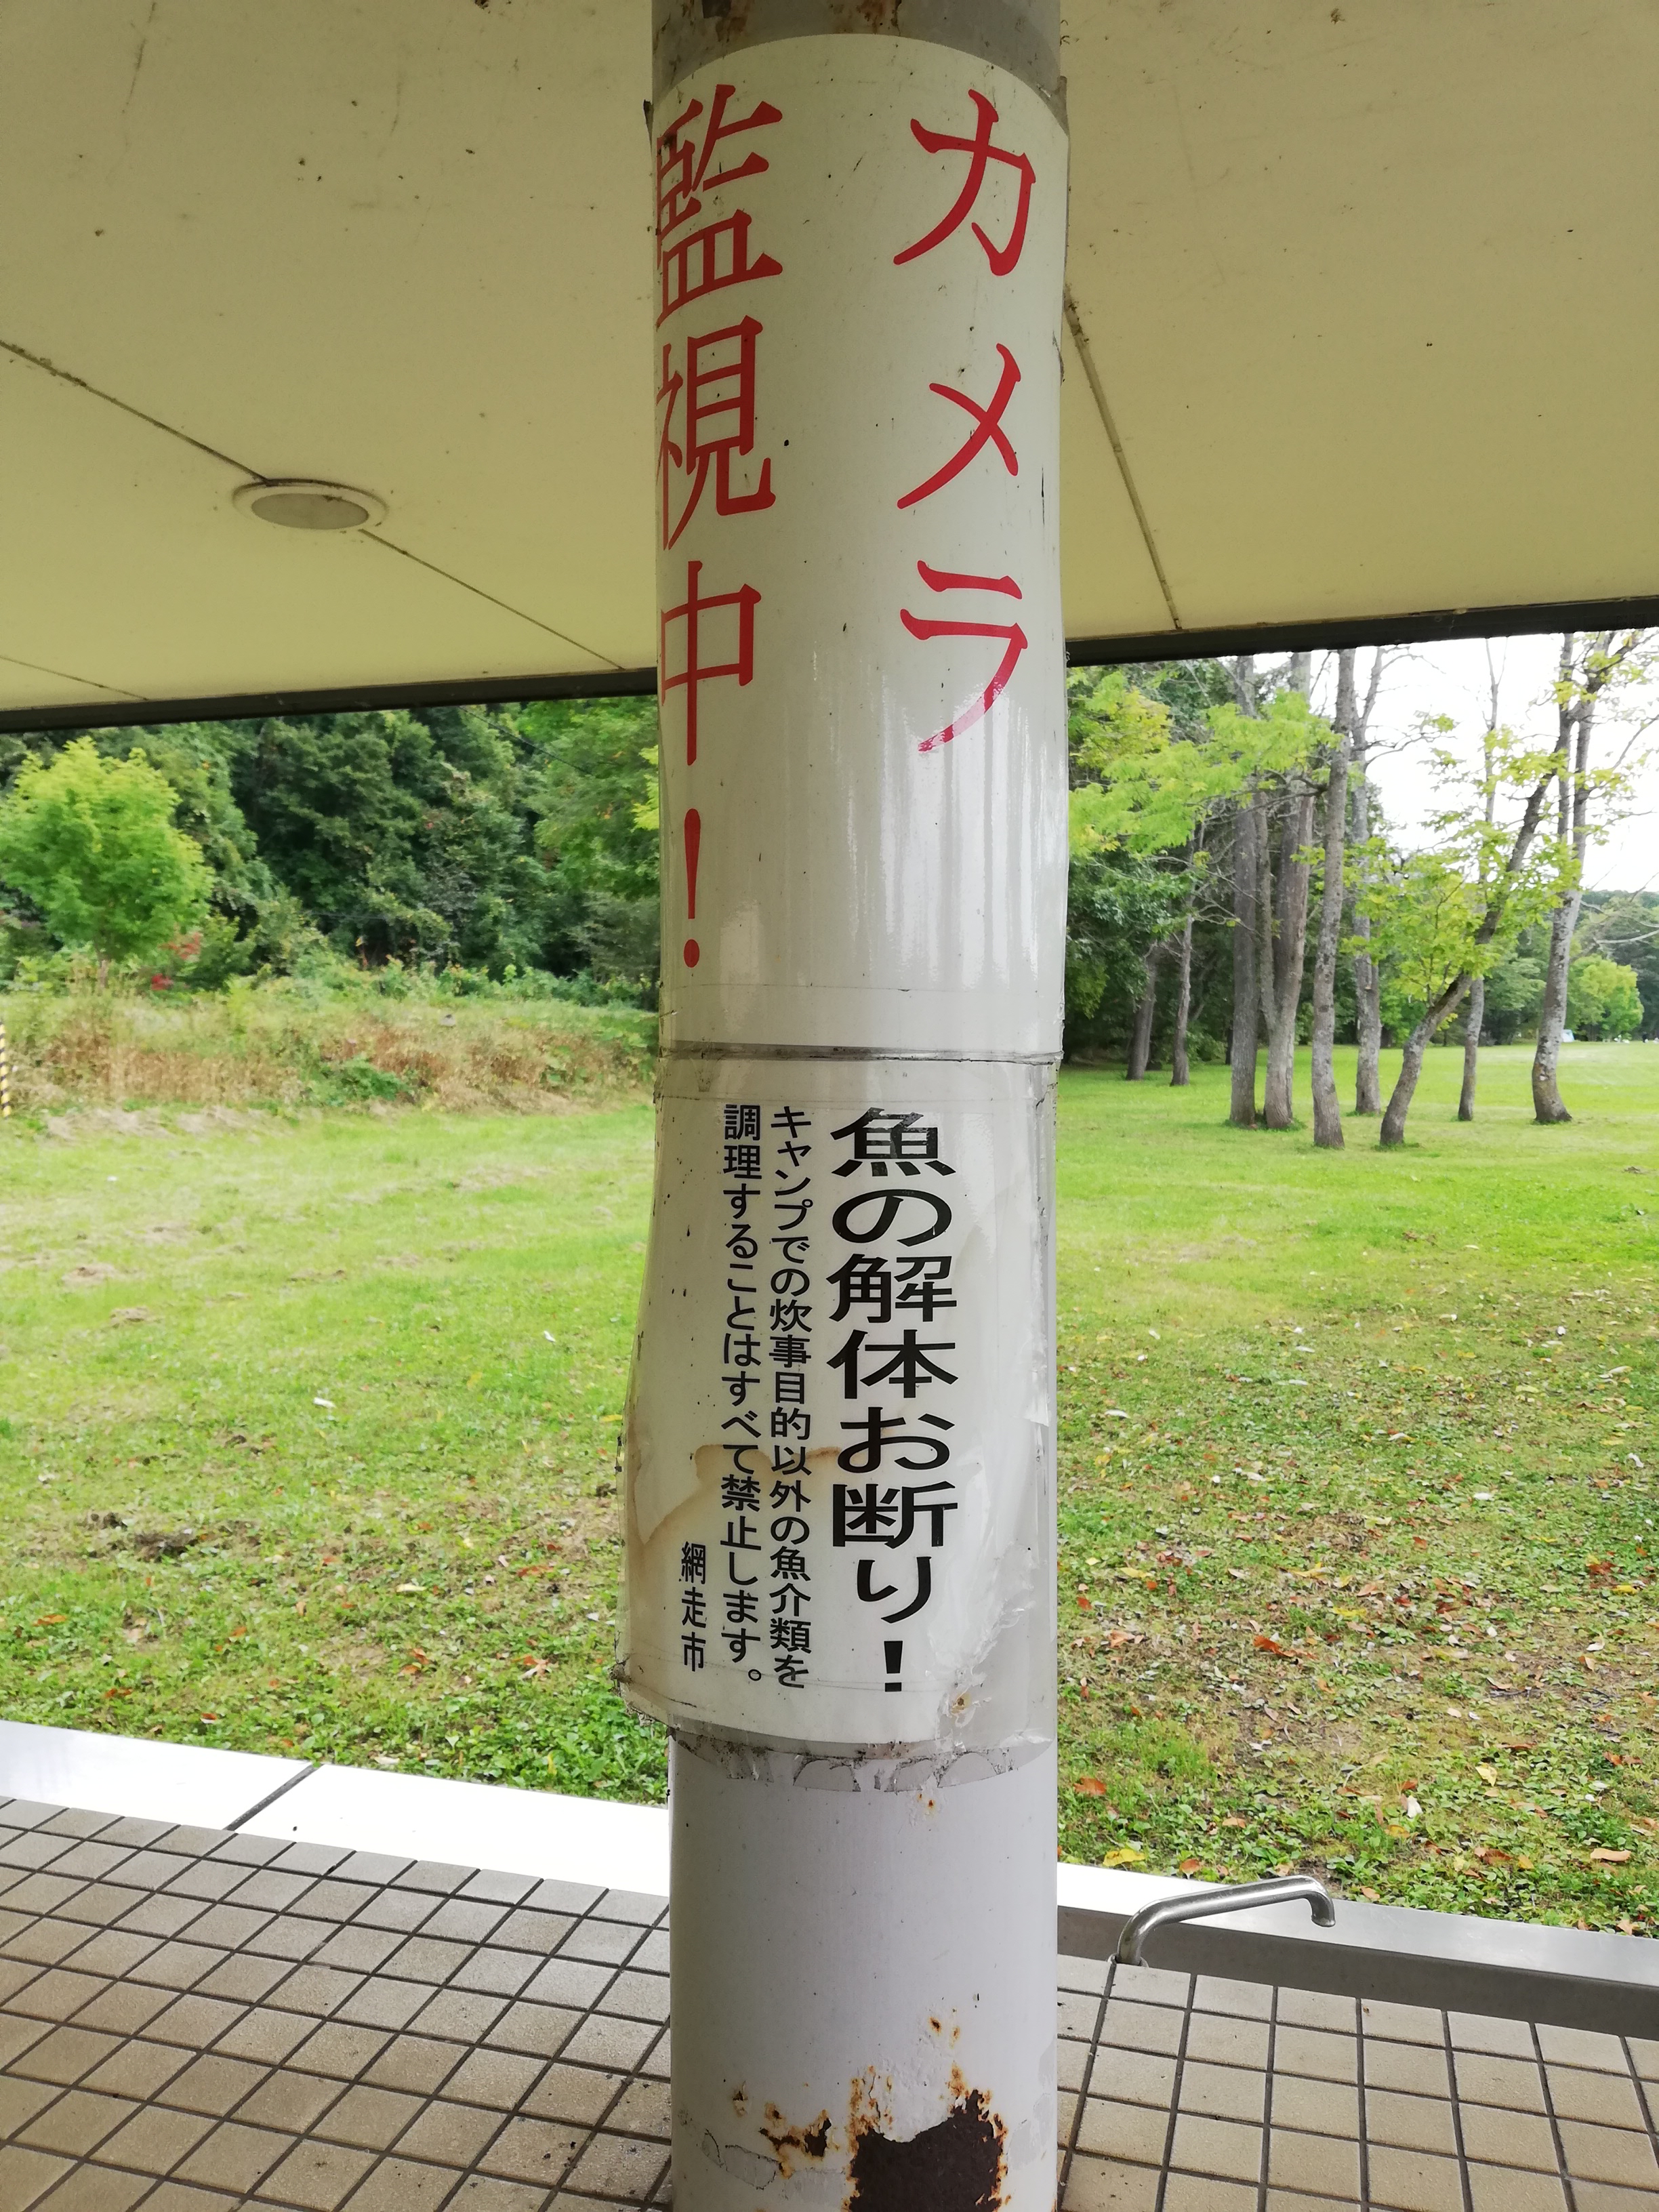 カメラ
監視中！
魚の解体お断り！
キャンプでの炊事目的以外の魚介類を
調理することはすべて禁止します。
網走市